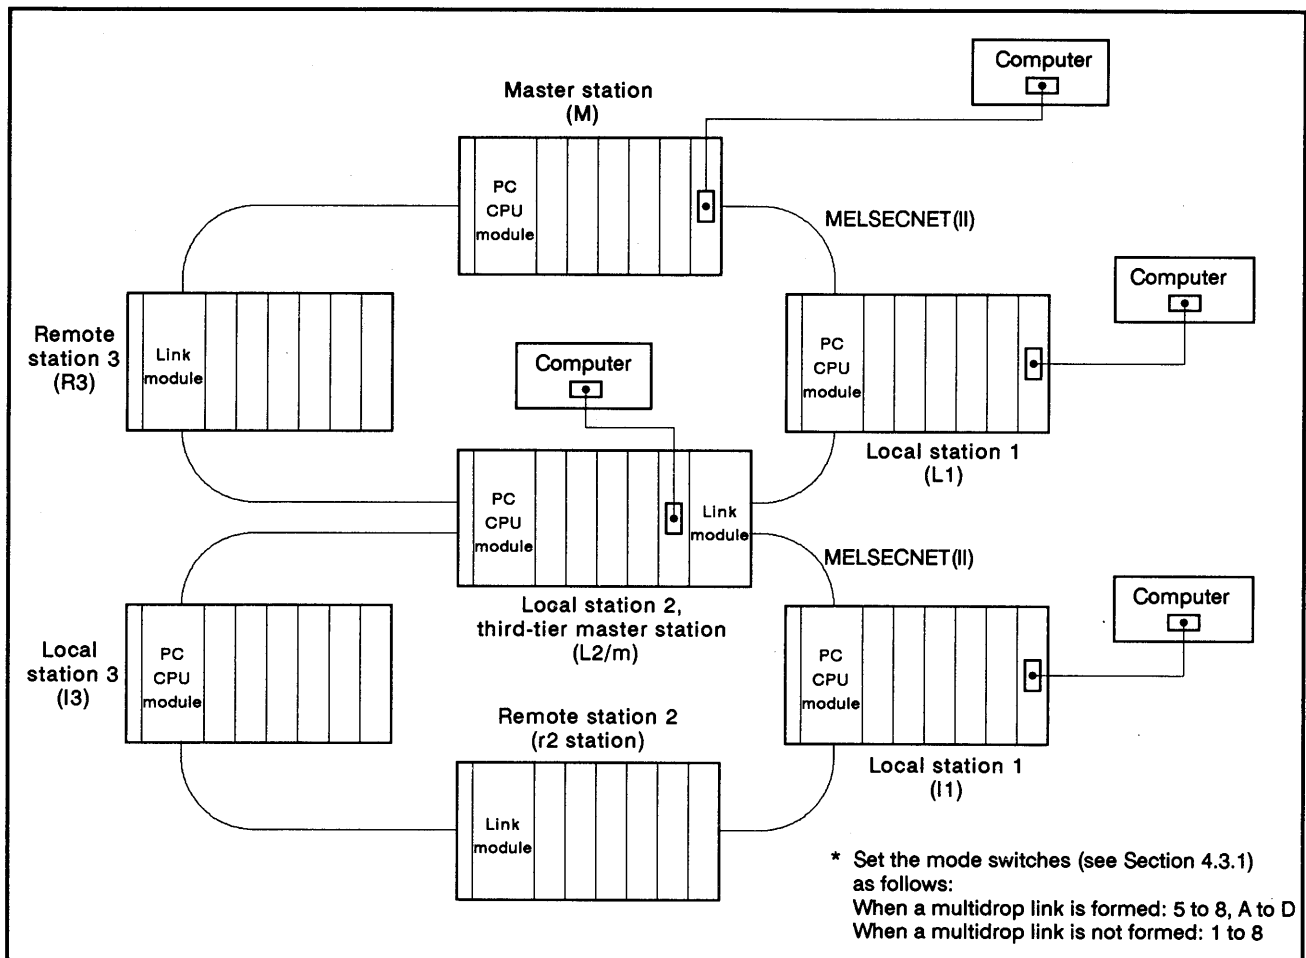 Computer
Master station
(M)
PC
CPU
module
MELSECNET(II)
Computer
Remote
station 3
(R3)
Link
module
Computer
PC
CPU
module
Local station 1
(L1)
PC
CPU
module
Link
module
MELSECNET(II)
Local station 2,
third-tier master station
(L2/m)
Computer
Local
station 3
(l3)
PC
CPU
module
PC
CPU
module
Remote station 2
(r2 station)
Local station 1
(l1)
Link
module
* Set the mode switches (see Section 4.3.1)
as follows:
When a multidrop link is formed: 5 to 8, A to D
When a multidrop link is not formed: 1 to 8